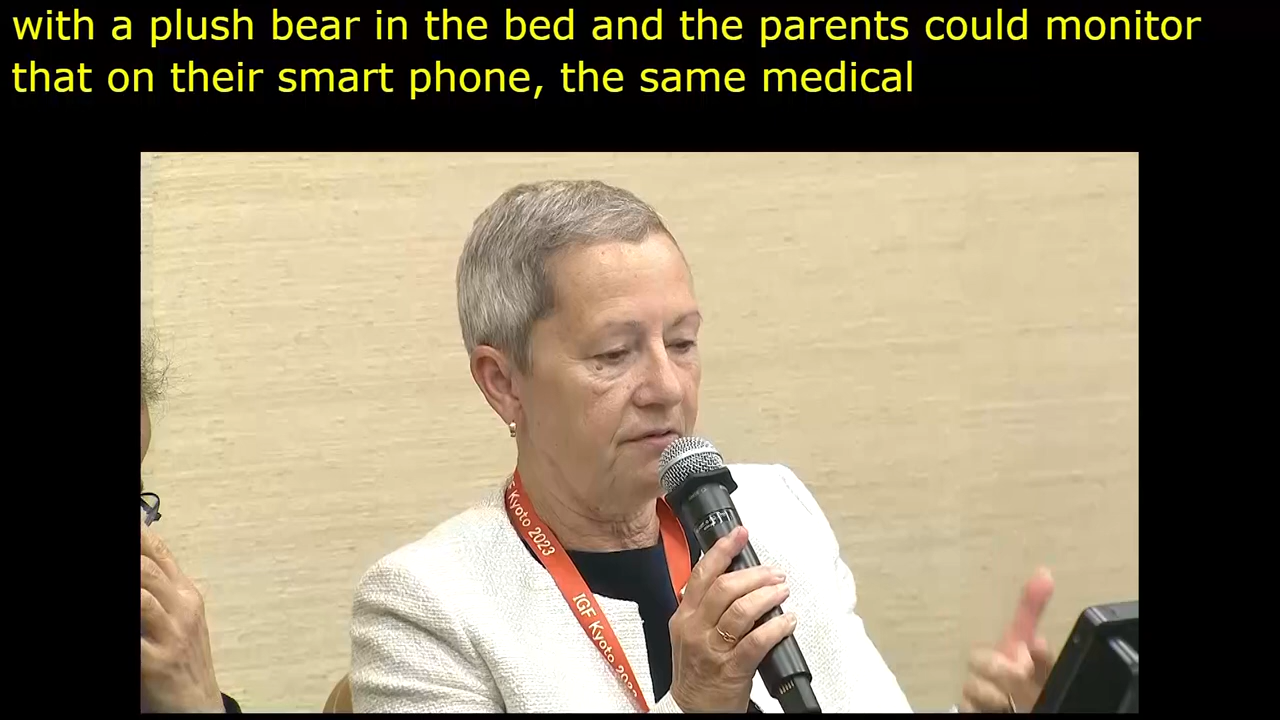 with a plush bear in the bed and the parents could monitor
that on their smart phone, the same medical
F Kyoto 2023
IGF Kyoto 202